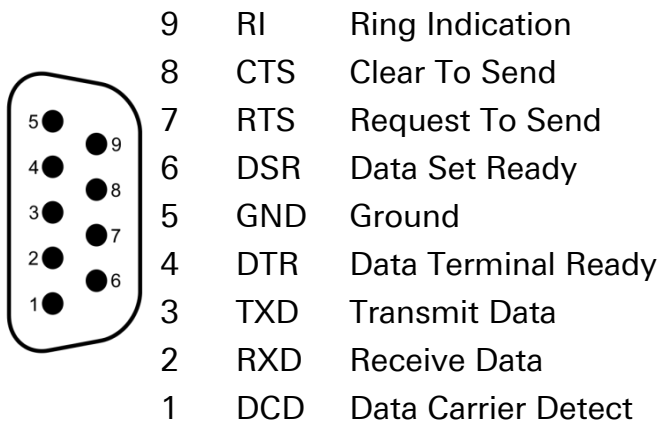 9 RI Ring Indication
8 CTS Clear To Send
7 RTS Request To Send
6 DSR Data Set Ready
5 GND Ground
4 DTR Data Terminal Ready
3 TXD Transmit Data
2 RXD Receive Data
1 DCD Data Carrier Detect
5
9
4
8
3
7
2
6
1